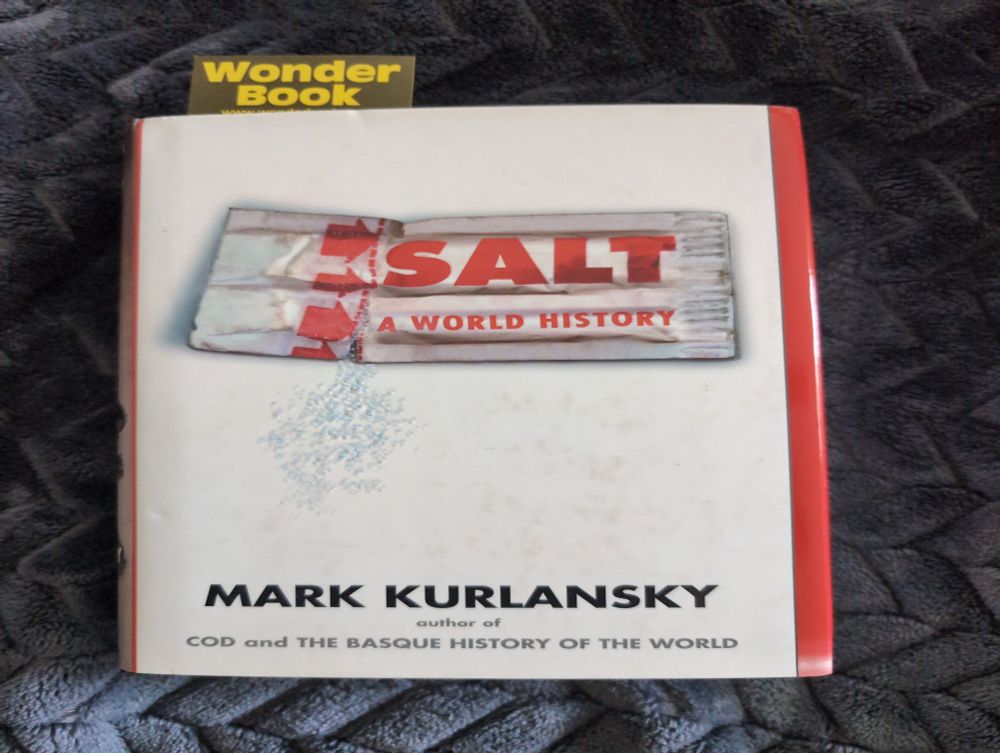 Wonder
Book
SALT
A WORLD HISTORY
MARK KURLANSKY
author of
COD and THE BASQUE HISTORY OF THE WORLD